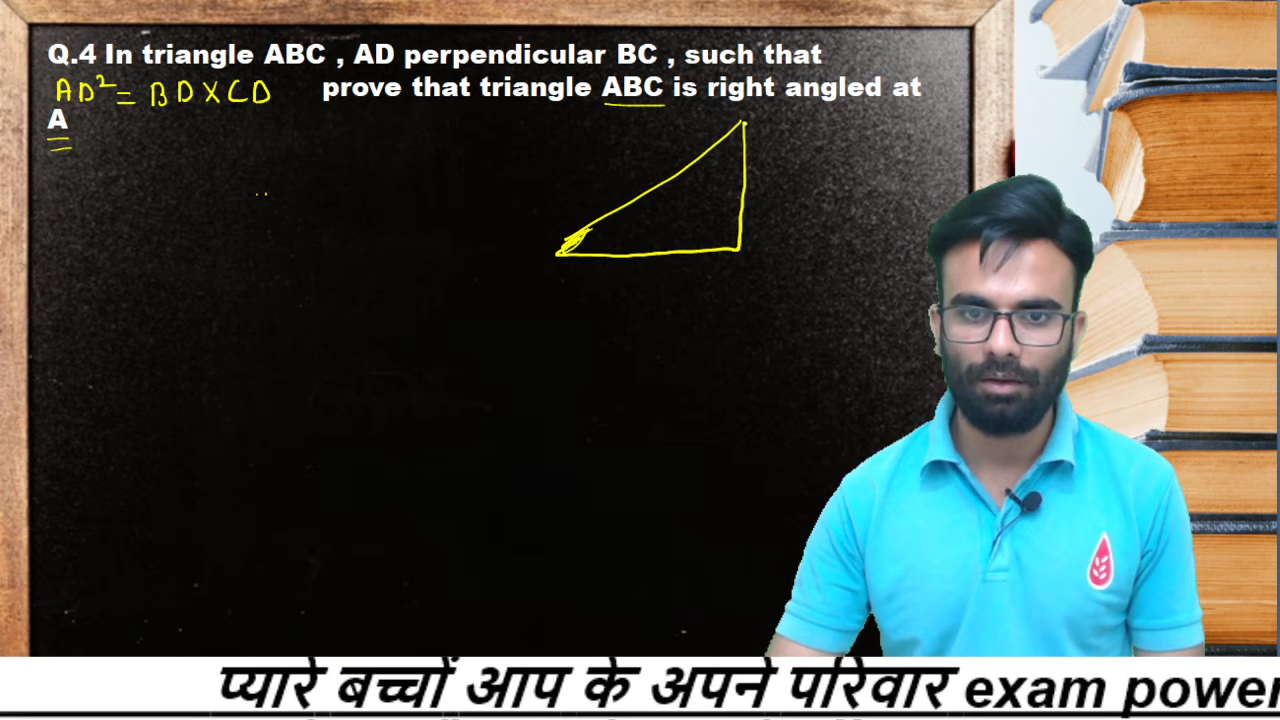 Q.4 In triangle ABC , AD perpendicular BC , such that
AD²= BD×CD prove that triangle ABC is right angled at
A
प्यारे बच्चों आप के अपने परिवार exam power